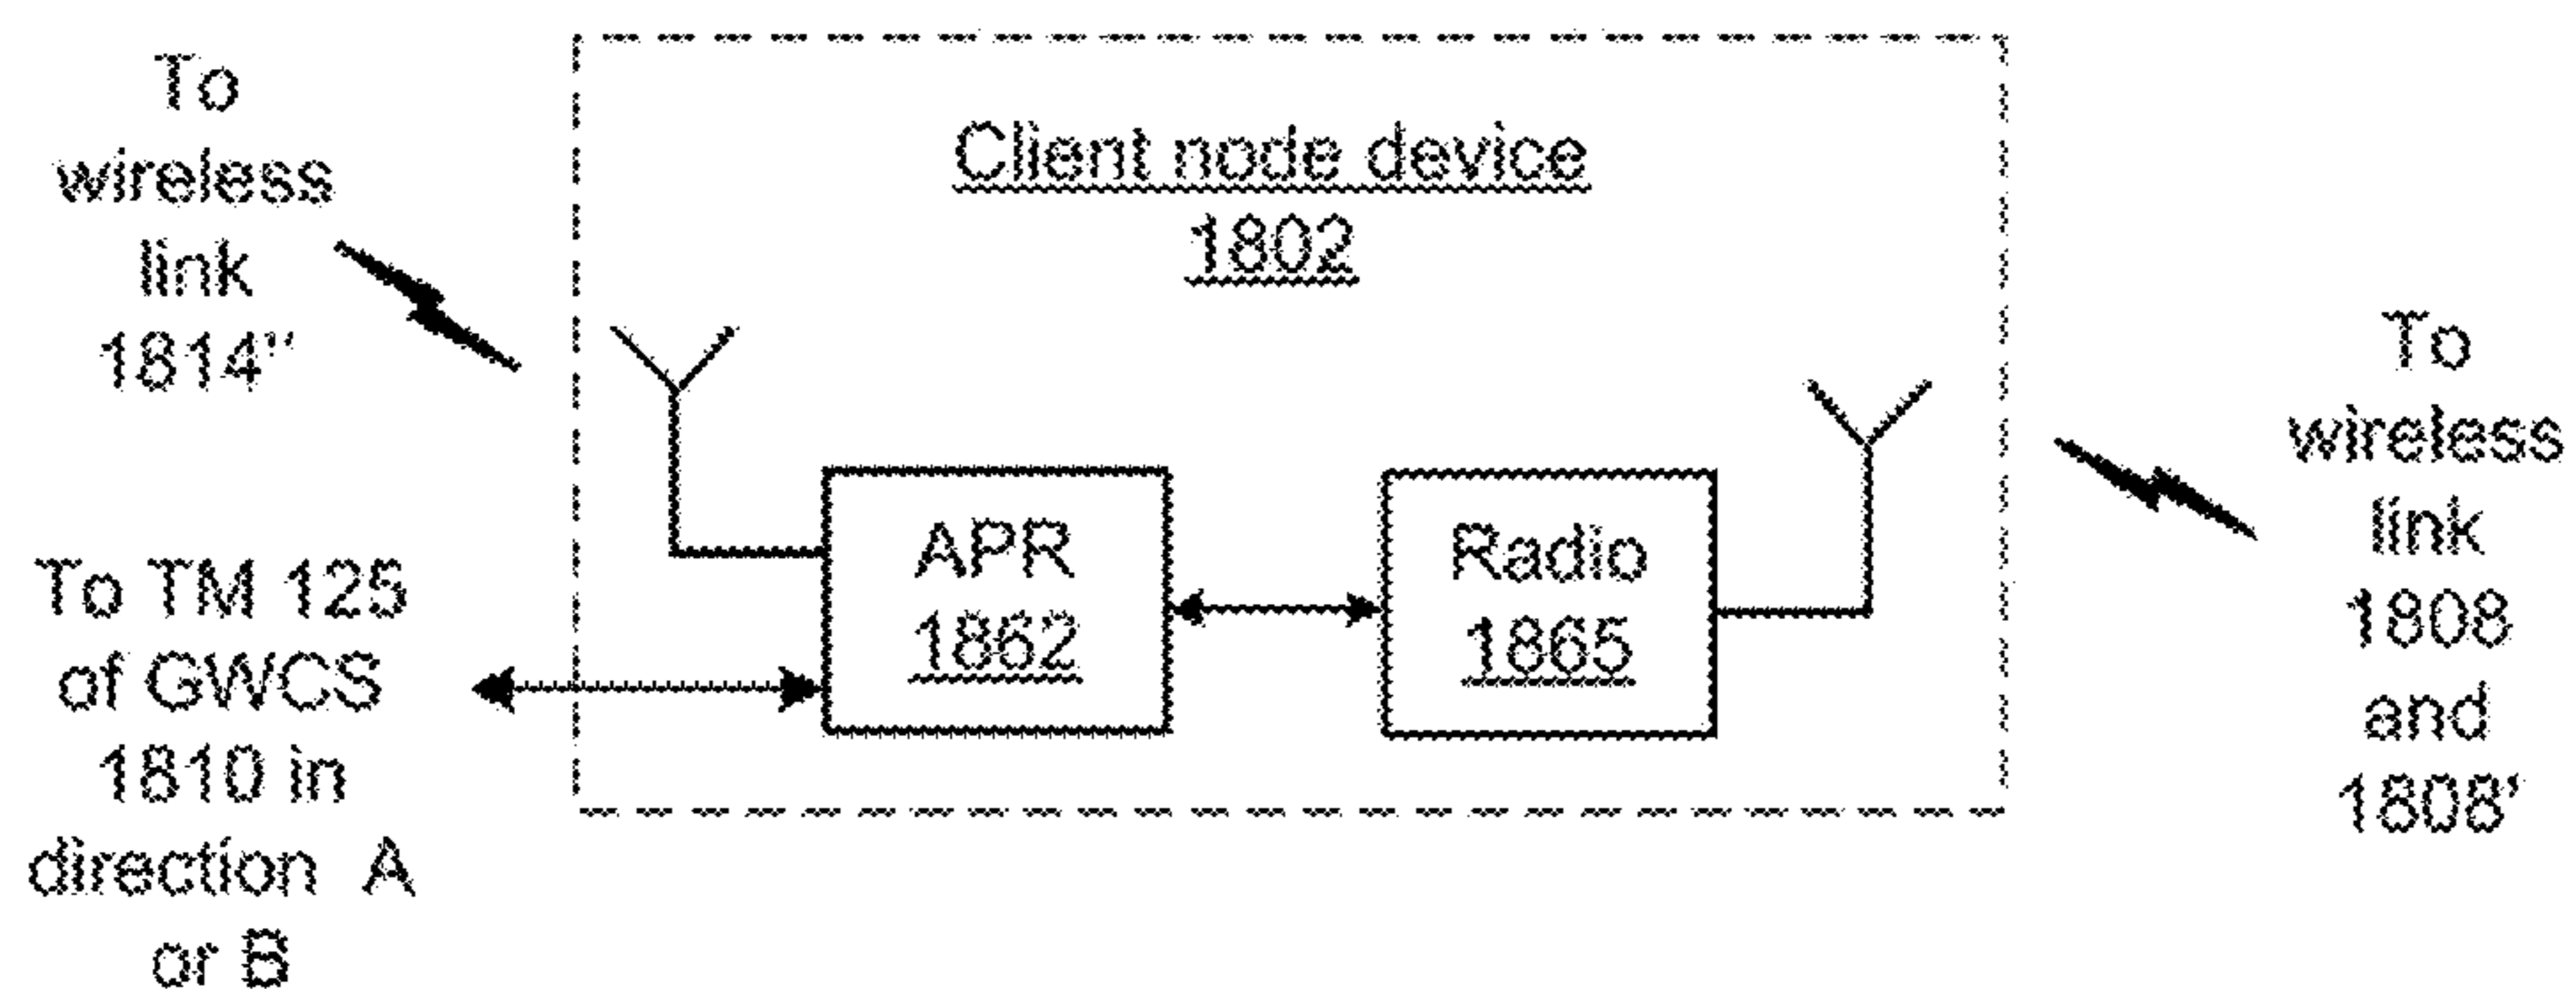 To
wireless
link
1814"
To TM 125
of GWCS
1810 in
direction A
or B
Client node device
1802
APR
1862
Radio
1865
To
wireless
link
1808
and
1808'